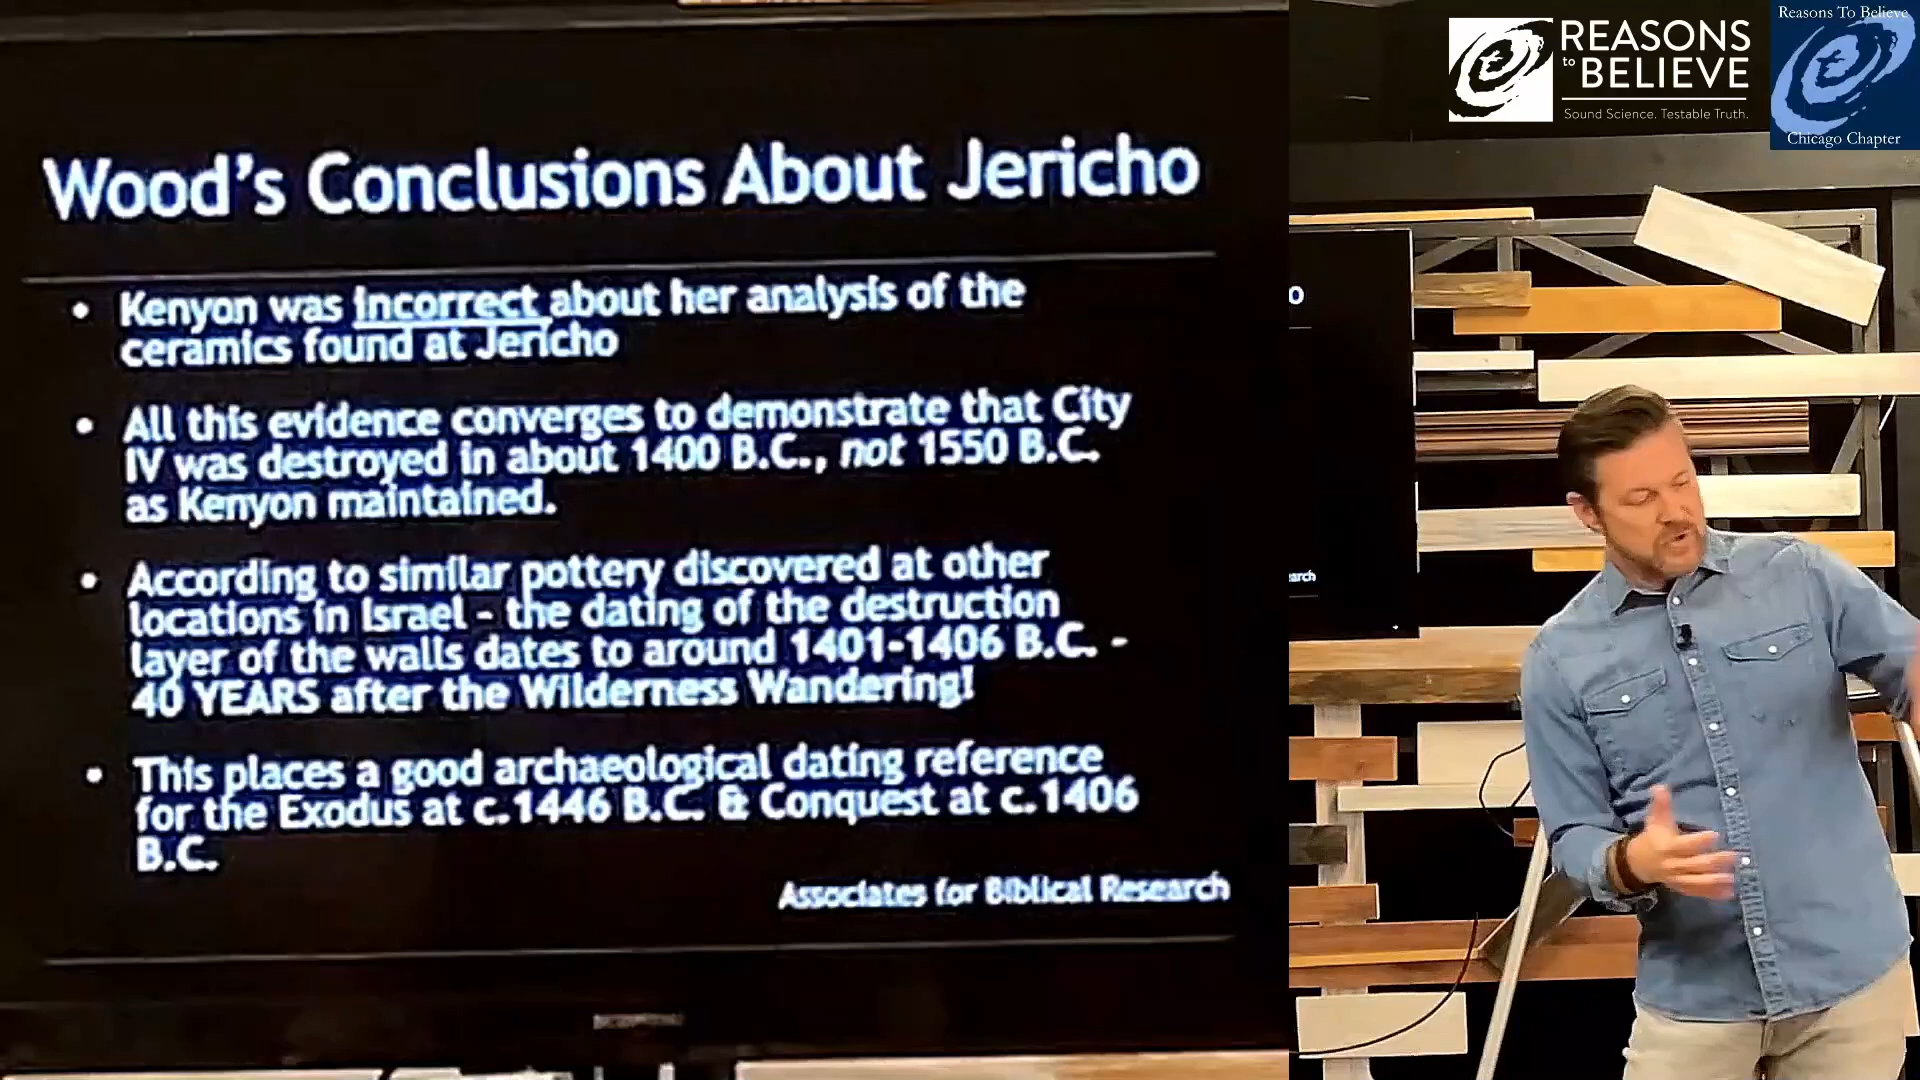 Wood's Conclusions About Jericho
• Kenyon was incorrect about her analysis of the
ceramics found at Jericho
• All this evidence converges to demonstrate that City
IV was destroyed in about 1400 B.C., not 1550 B.C.
as Kenyon maintained.
• According to similar pottery discovered at other
locations in Israel - the dating of the destruction
layer of the walls dates to around 1401-1406 B.C. -
40 YEARS after the Wilderness Wandering!
• This places a good archaeological dating reference
for the Exodus at c.1446 B.C. & Conquest at c.1406
B.C.
Associates for Biblical Research
REASONS
to BELIEVE
Sound Science. Testable Truth.
Reasons To Believe
Chicago Chapter
o
earch